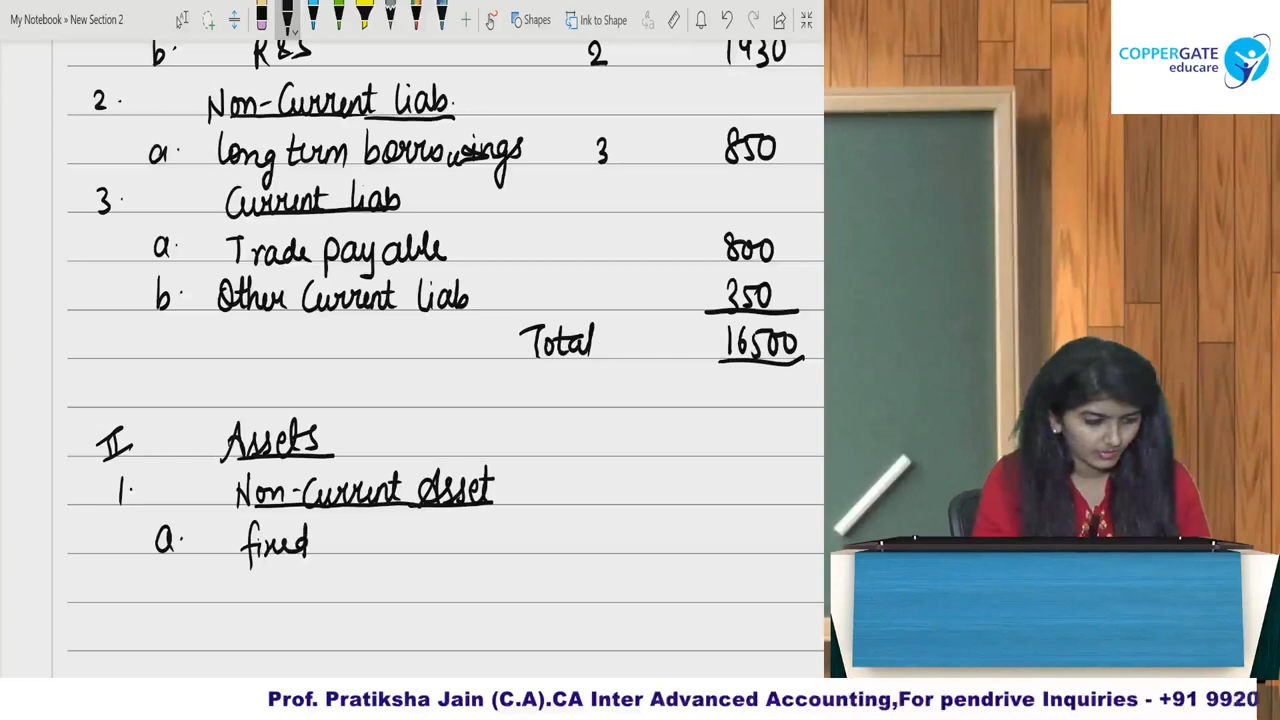 My Notebook » New Section 2
Shapes
Ink to Shape
COPPERGATE
educare
b. R&S 2 1430
2. Non-Current liab.
a. long term borrowings 3 850
3. Current liab
a. Trade payable 800
b. Other Current liab 350
Total 16500
II Assets
1. Non-Current Asset
a. fixed
Prof. Pratiksha Jain (C.A).CA Inter Advanced Accounting,For pendrive Inquiries - +91 9920